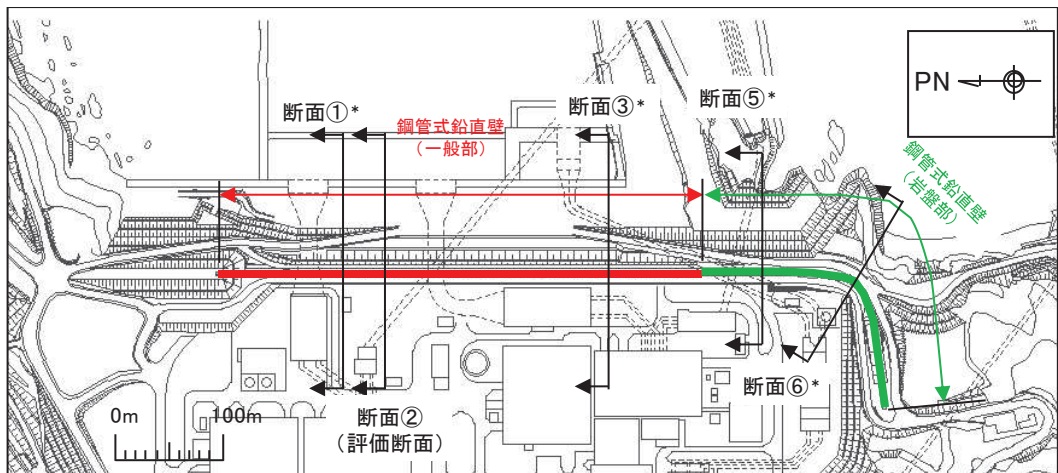 断面①*
鋼管式鉛直壁
（一般部）
断面③*
断面⑤*
PN
鋼管式鉛直壁
（岩盤部）
断面②
（評価断面）
断面⑥*
0m
100m